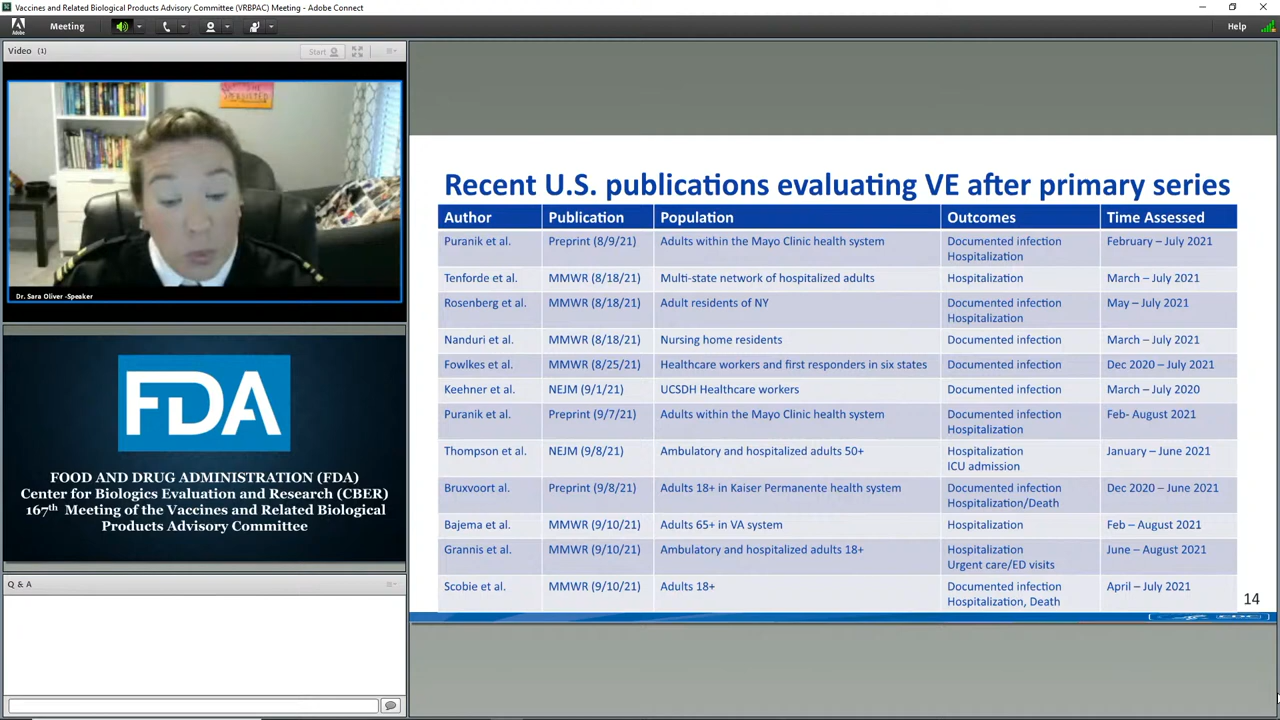 Vaccines and Related Biological Products Advisory Committee (VRBPAC) Meeting - Adobe Connect
Meeting
Help
Video (1)
Start
Dr. Sara Oliver -Speaker
FDA
FOOD AND DRUG ADMINISTRATION (FDA)
Center for Biologics Evaluation and Research (CBER)
167th Meeting of the Vaccines and Related Biological
Products Advisory Committee
Q & A
Recent U.S. publications evaluating VE after primary series
Author Publication Population Outcomes Time Assessed
Puranik et al. Preprint (8/9/21) Adults within the Mayo Clinic health system Documented infection February – July 2021
Hospitalization
Tenforde et al. MMWR (8/18/21) Multi-state network of hospitalized adults Hospitalization March – July 2021
Rosenberg et al. MMWR (8/18/21) Adult residents of NY Documented infection May – July 2021
Hospitalization
Nanduri et al. MMWR (8/18/21) Nursing home residents Documented infection March – July 2021
Fowlkes et al. MMWR (8/25/21) Healthcare workers and first responders in six states Documented infection Dec 2020 – July 2021
Keehner et al. NEJM (9/1/21) UCSDH Healthcare workers Documented infection March – July 2020
Puranik et al. Preprint (9/7/21) Adults within the Mayo Clinic health system Documented infection Feb- August 2021
Hospitalization
Thompson et al. NEJM (9/8/21) Ambulatory and hospitalized adults 50+ Hospitalization January – June 2021
ICU admission
Bruxvoort al. Preprint (9/8/21) Adults 18+ in Kaiser Permanente health system Documented infection Dec 2020 – June 2021
Hospitalization/Death
Bajema et al. MMWR (9/10/21) Adults 65+ in VA system Hospitalization Feb – August 2021
Grannis et al. MMWR (9/10/21) Ambulatory and hospitalized adults 18+ Hospitalization June – August 2021
Urgent care/ED visits
Scobie et al. MMWR (9/10/21) Adults 18+ Documented infection April – July 2021
Hospitalization, Death
14